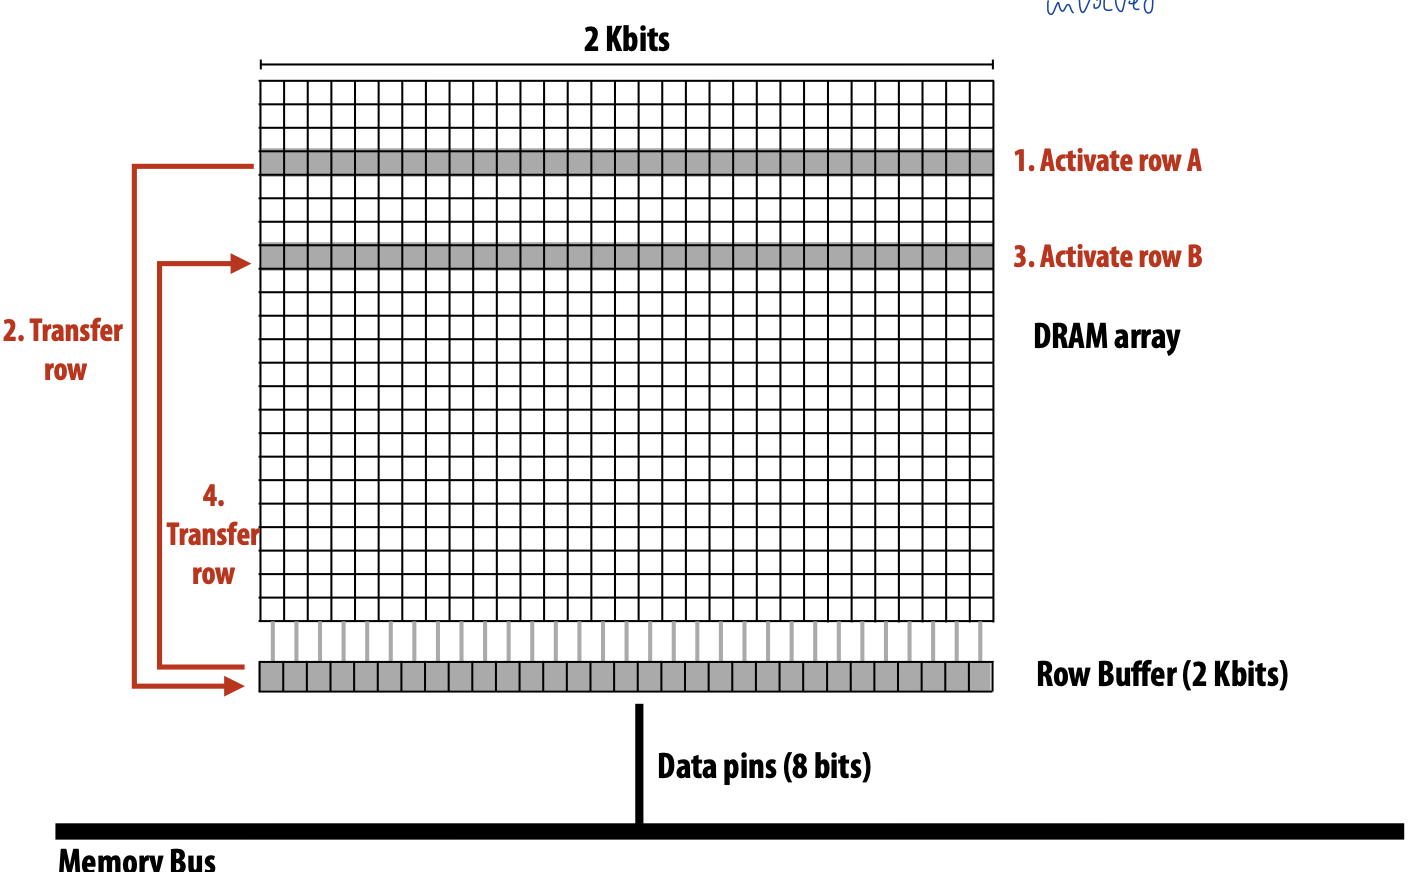 involved
2 Kbits
1. Activate row A
3. Activate row B
2. Transfer
row
DRAM array
4.
Transfer
row
Row Buffer (2 Kbits)
Data pins (8 bits)
Memory Bus